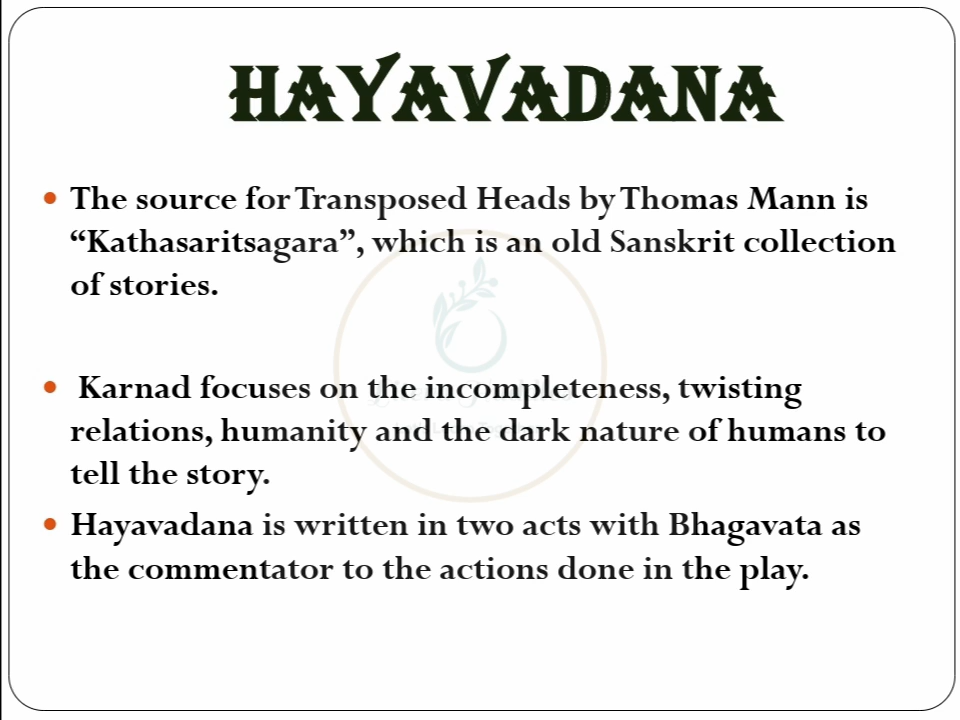 HAYAVADANA
The source for Transposed Heads by Thomas Mann is
“Kathasaritsagara”, which is an old Sanskrit collection
of stories.
Karnad focuses on the incompleteness, twisting
relations, humanity and the dark nature of humans to
tell the story.
Hayavadana is written in two acts with Bhagavata as
the commentator to the actions done in the play.